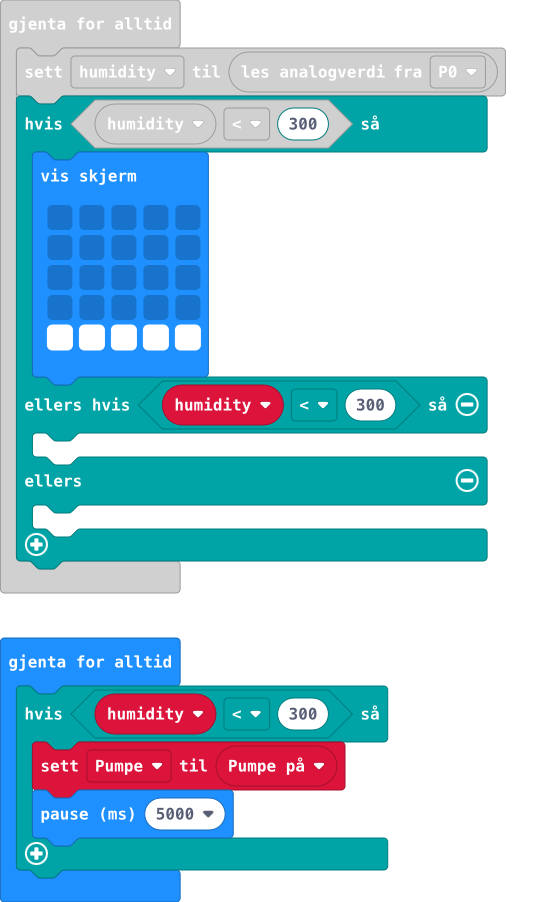 gjenta for alltid
sett humidity til les analogverdi fra P0
hvis humidity < 300 så
vis skjerm
ellers hvis humidity < 300 så
ellers
gjenta for alltid
hvis humidity < 300 så
sett Pumpe til Pumpe på
pause (ms) 5000